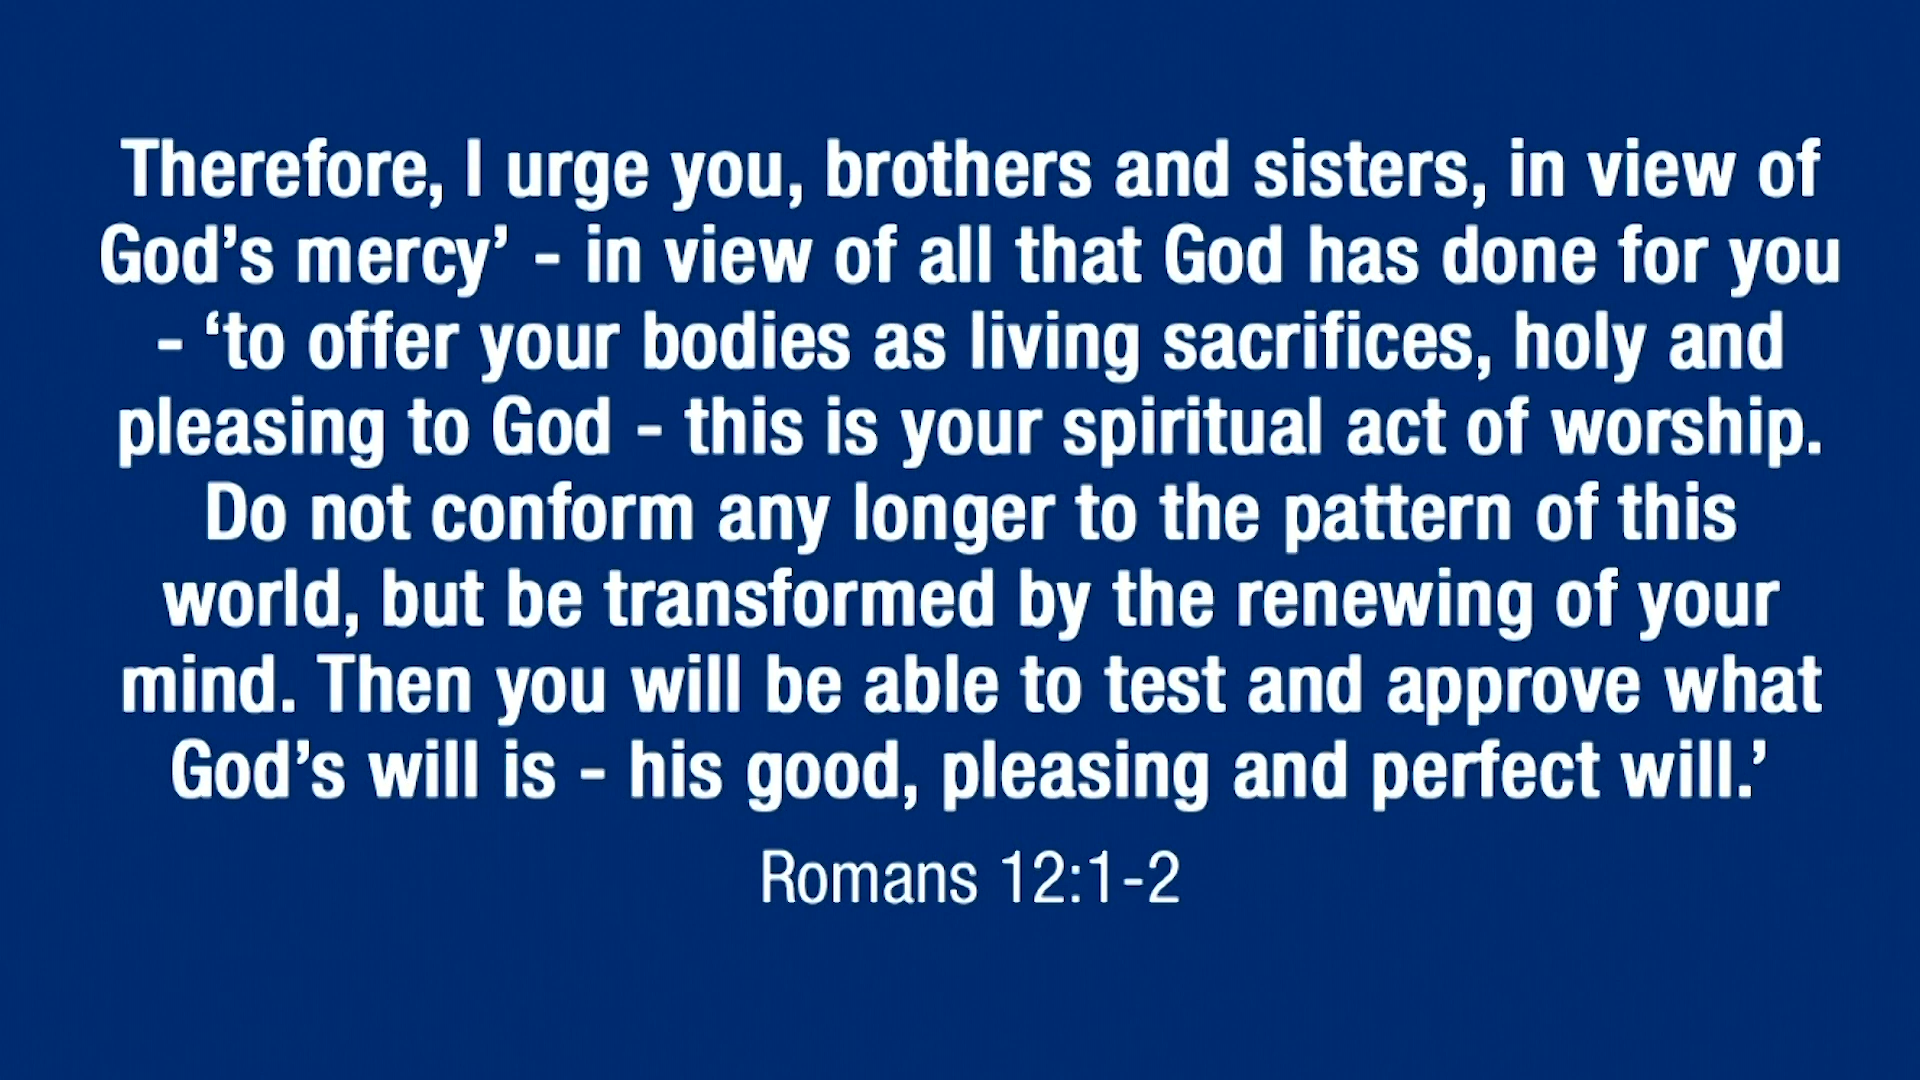 Therefore, I urge you, brothers and sisters, in view of
God’s mercy’ - in view of all that God has done for you
- ‘to offer your bodies as living sacrifices, holy and
pleasing to God - this is your spiritual act of worship.
Do not conform any longer to the pattern of this
world, but be transformed by the renewing of your
mind. Then you will be able to test and approve what
God’s will is - his good, pleasing and perfect will.’
Romans 12:1-2